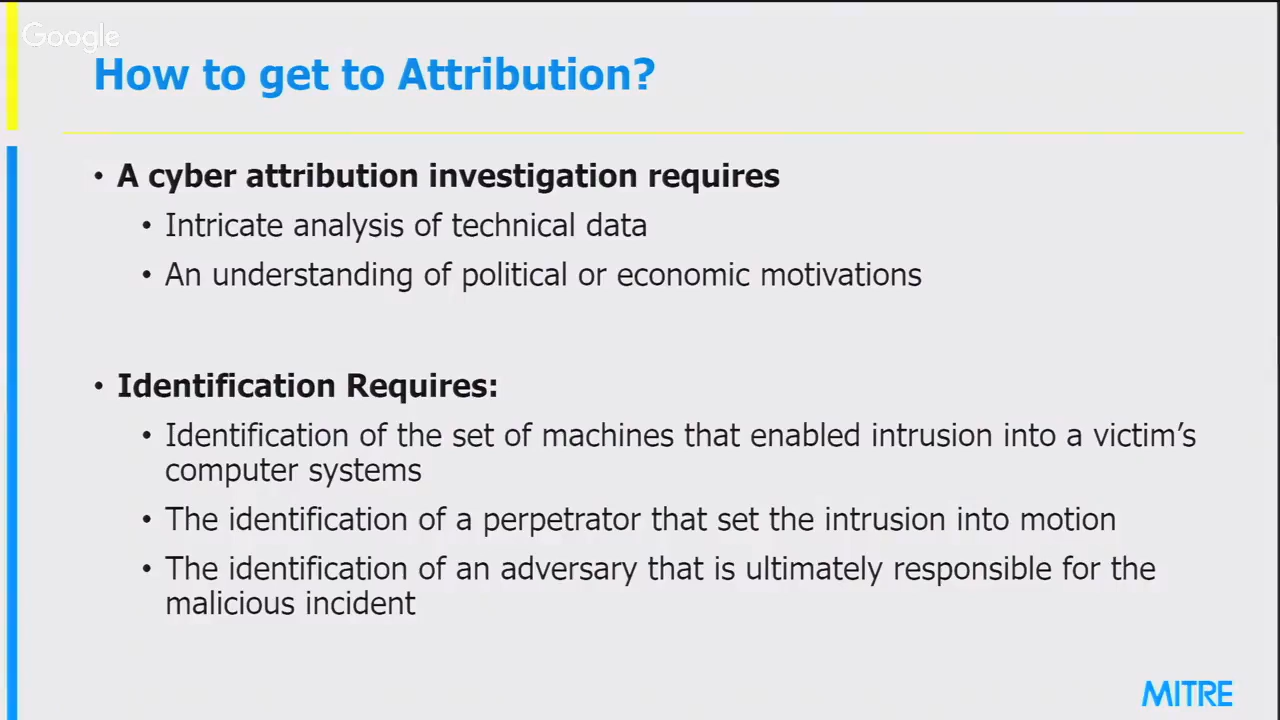 Google
How to get to Attribution?
• A cyber attribution investigation requires
• Intricate analysis of technical data
• An understanding of political or economic motivations
• Identification Requires:
• Identification of the set of machines that enabled intrusion into a victim’s
computer systems
• The identification of a perpetrator that set the intrusion into motion
• The identification of an adversary that is ultimately responsible for the
malicious incident
MITRE